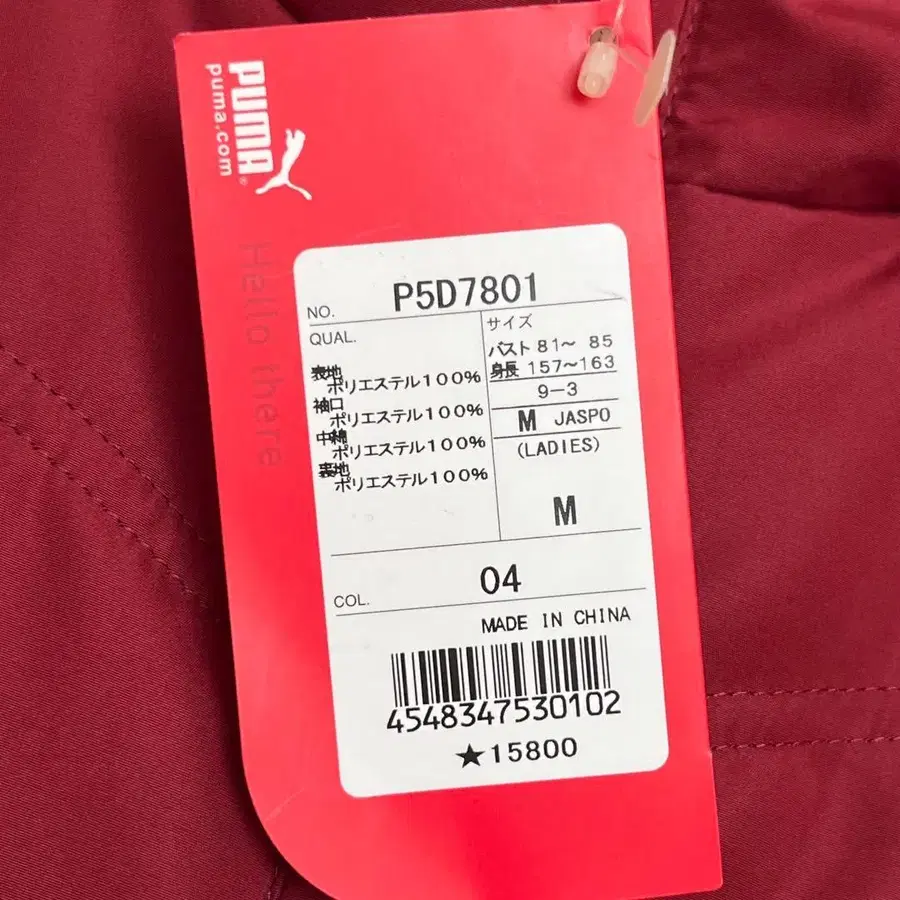 PUMA®
puma.com
Hello there
NO. P5D7801
QUAL.
表地
ポリエステル100%
袖口
ポリエステル100%
中綿
ポリエステル100%
ポリエステル100%
サイズ
バスト 81～ 85
身長 157～163
9-3
M JASPO
(LADIES)
M
COL. 04
MADE IN CHINA
4548347530102
★15800